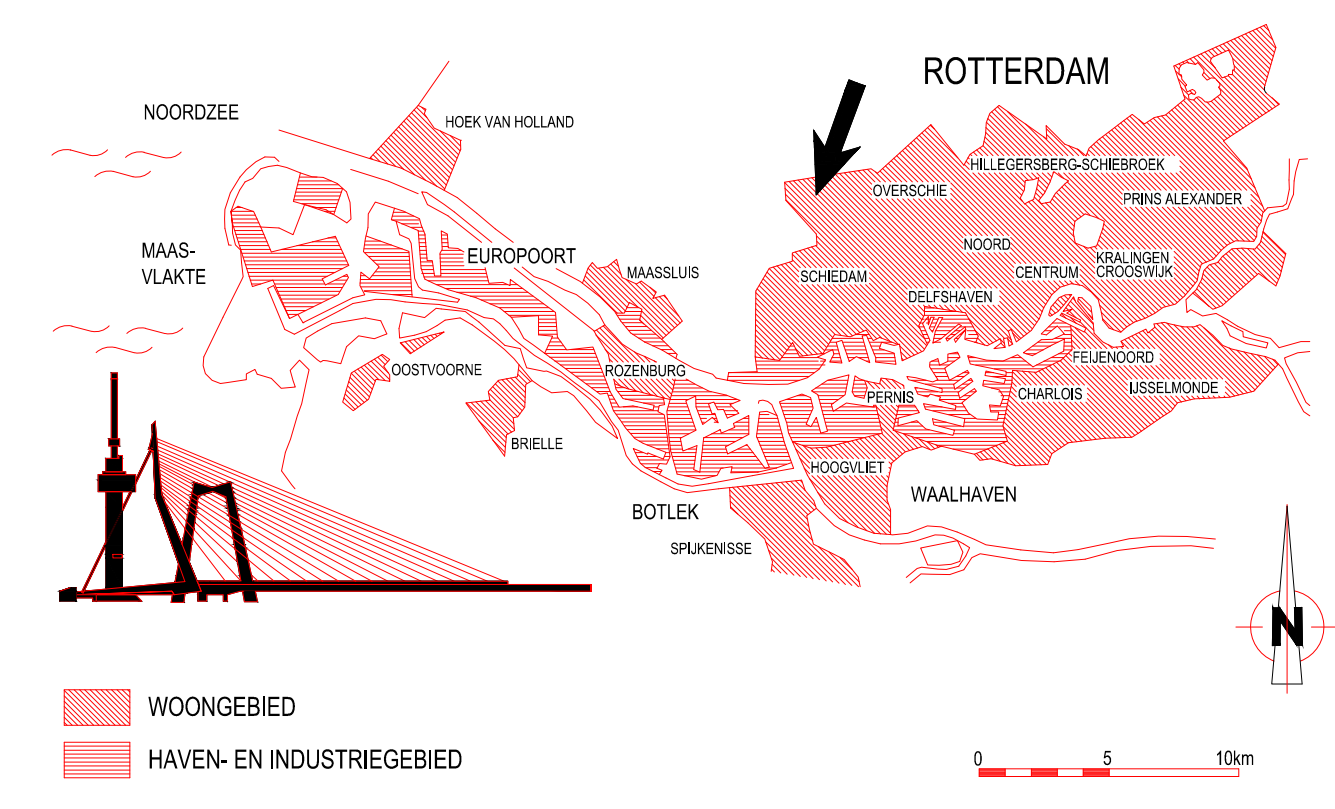 ROTTERDAM
NOORDZEE
HOEK VAN HOLLAND
HILLEGERSBERG-SCHIEBROEK
OVERSCHIE
PRINS ALEXANDER
MAAS-
VLAKTE
EUROPOORT
NOORD
MAASSLUIS
SCHIEDAM
CENTRUM
KRALINGEN
CROOSWIJK
DELFSHAVEN
OOSTVOORNE
ROZENBURG
FEIJENOORD
PERNIS
CHARLOIS
IJSSELMONDE
BRIELLE
HOOGVLIET
BOTLEK
WAALHAVEN
SPIJKENISSE
N
WOONGEBIED
HAVEN- EN INDUSTRIEGEBIED
0 5 10km